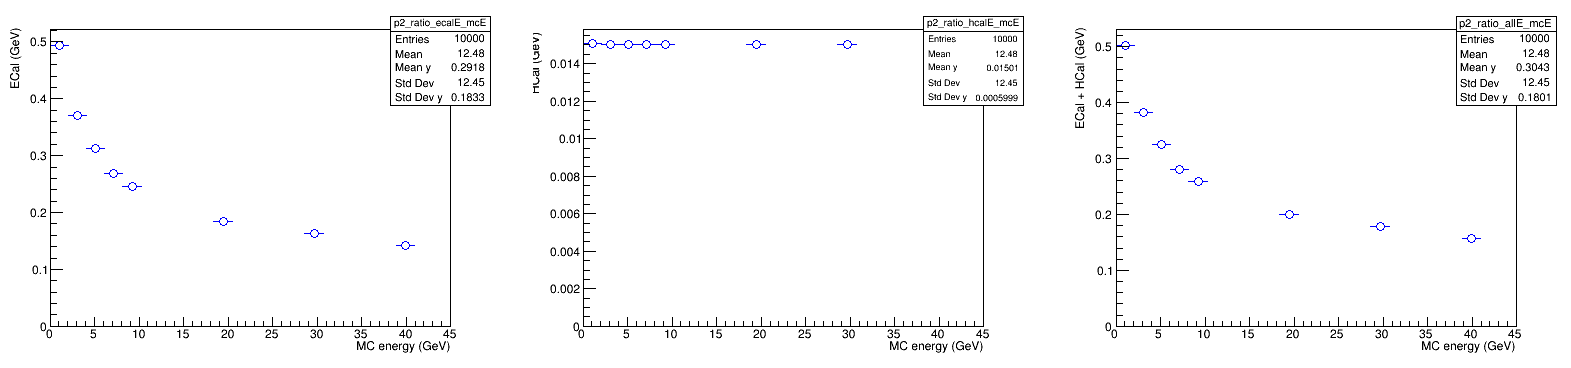 p2_ratio_ecalE_mcE
Entries 10000
Mean 12.48
Mean y 0.2918
Std Dev 12.45
Std Dev y 0.1833
ECal (GeV)
0.5
0.4
0.3
0.2
0.1
0
0 5 10 15 20 25 30 35 40 45
MC energy (GeV)
p2_ratio_hcalE_mcE
Entries 10000
Mean 12.48
Mean y 0.01501
Std Dev 12.45
Std Dev y 0.0005999
HCal (GeV)
0.014
0.012
0.01
0.008
0.006
0.004
0.002
0
0 5 10 15 20 25 30 35 40 45
MC energy (GeV)
p2_ratio_allE_mcE
Entries 10000
Mean 12.48
Mean y 0.3043
Std Dev 12.45
Std Dev y 0.1801
ECal + HCal (GeV)
0.5
0.4
0.3
0.2
0.1
0
0 5 10 15 20 25 30 35 40 45
MC energy (GeV)